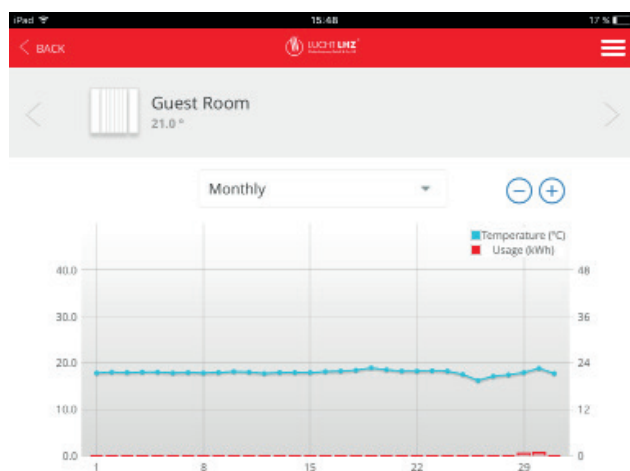 iPad 15:48 17 %
BACK LUCHT LHZ
Guest Room
21.0 °
Monthly
Temperature (°C)
Usage (kWh)
40.0 48
30.0 36
20.0 24
10.0 12
0.0 0
1 8 15 22 29